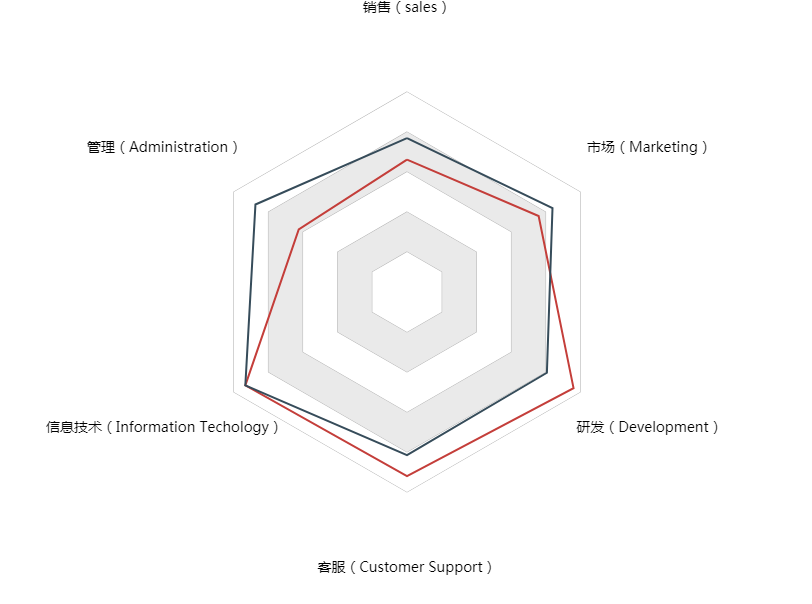 销售（sales）
管理（Administration）
市场（Marketing）
信息技术（Information Techology）
研发（Development）
客服（Customer Support）